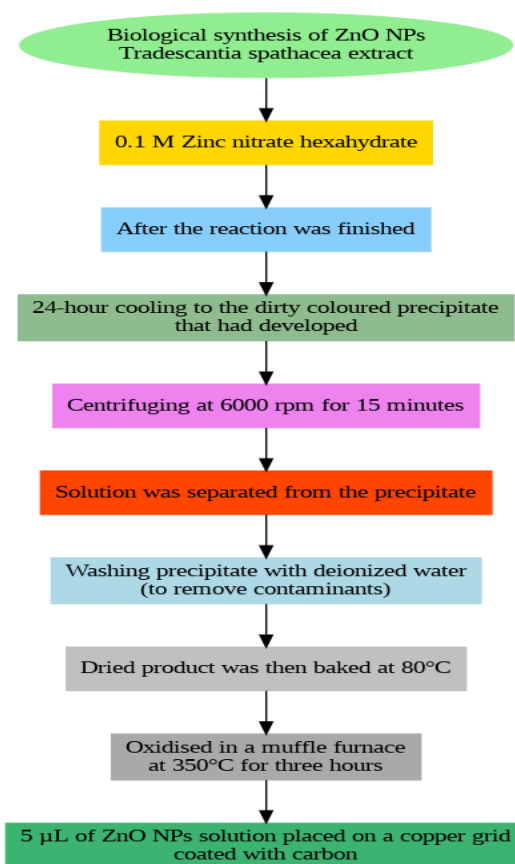 Biological synthesis of ZnO NPs
Tradescantia spathacea extract
0.1 M Zinc nitrate hexahydrate
After the reaction was finished
24-hour cooling to the dirty coloured precipitate
that had developed
Centrifuging at 6000 rpm for 15 minutes
Solution was separated from the precipitate
Washing precipitate with deionized water
(to remove contaminants)
Dried product was then baked at 80°C
Oxidised in a muffle furnace
at 350°C for three hours
5 µL of ZnO NPs solution placed on a copper grid
coated with carbon